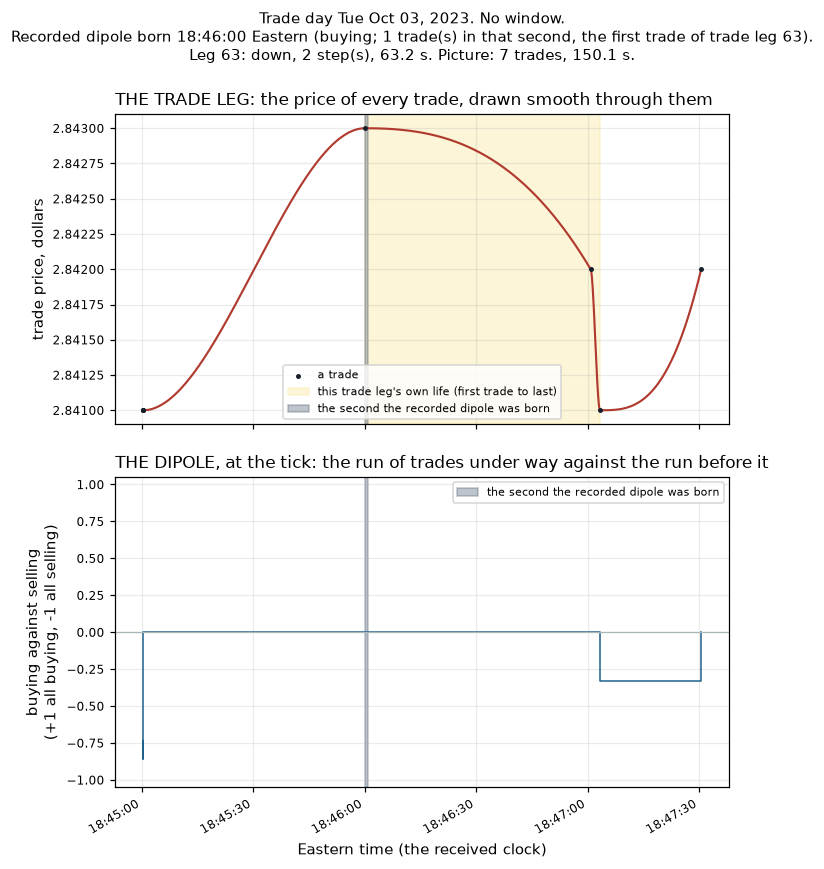 Trade day Tue Oct 03, 2023. No window.
Recorded dipole born 18:46:00 Eastern (buying; 1 trade(s) in that second, the first trade of trade leg 63).
Leg 63: down, 2 step(s), 63.2 s. Picture: 7 trades, 150.1 s.
THE TRADE LEG: the price of every trade, drawn smooth through them
trade price, dollars
2.84300
2.84275
2.84250
2.84225
2.84200
2.84175
2.84150
2.84125
2.84100
a trade
this trade leg's own life (first trade to last)
the second the recorded dipole was born
THE DIPOLE, at the tick: the run of trades under way against the run before it
buying against selling
(+1 all buying, -1 all selling)
1.00
0.75
0.50
0.25
0.00
−0.25
−0.50
−0.75
−1.00
the second the recorded dipole was born
18:45:00
18:45:30
18:46:00
18:46:30
18:47:00
18:47:30
Eastern time (the received clock)